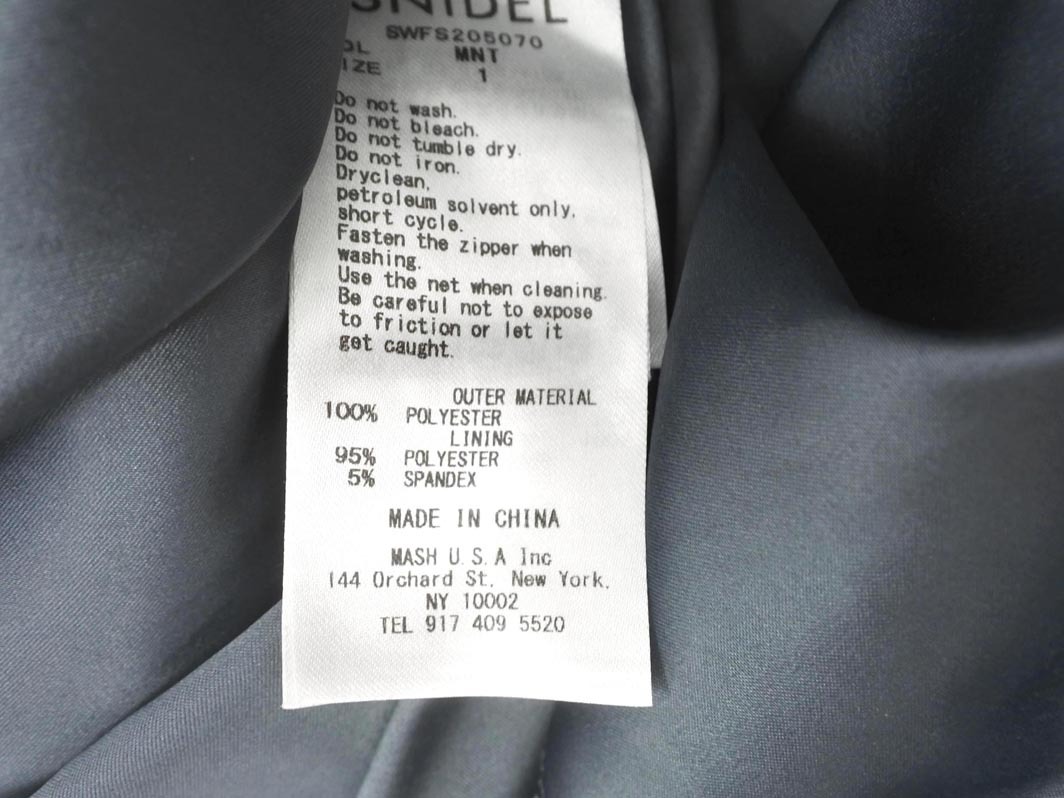 SNIDEL
SWFS205070
OL MNT
IZE 1
Do not wash.
Do not bleach.
Do not tumble dry.
Do not iron.
Dryclean,
petroleum solvent only,
short cycle.
Fasten the zipper when
washing.
Use the net when cleaning.
Be careful not to expose
to friction or let it
get caught.
OUTER MATERIAL
100% POLYESTER
LINING
95% POLYESTER
5% SPANDEX
MADE IN CHINA
MASH U.S.A Inc
144 Orchard St. New York,
NY 10002
TEL 917 409 5520